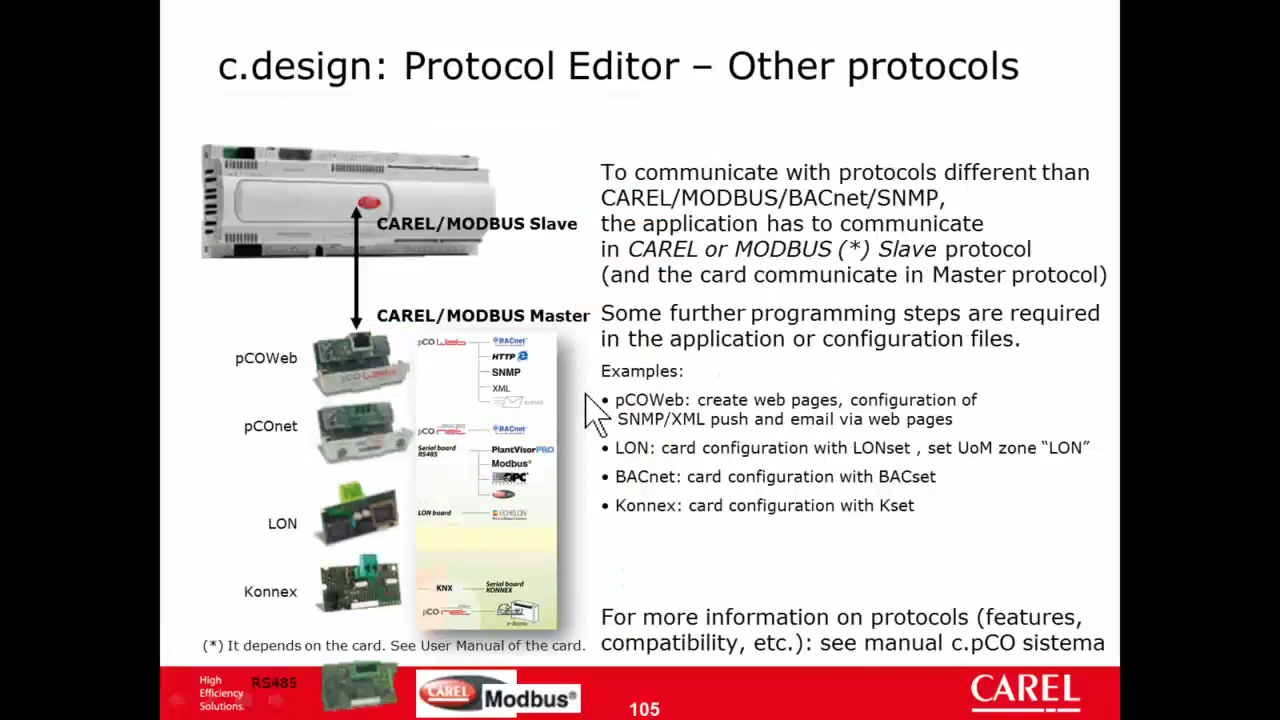 c.design: Protocol Editor – Other protocols
CAREL/MODBUS Slave
CAREL/MODBUS Master
pCOWeb
pCOnet
LON
Konnex
RS485
pCO web
BACnet
HTTP
SNMP
XML
pCO net
BACnet
Serial board
RS485
PlantVisorPRO
Modbus®
OPC
LON board
ECHELON
KNX
Serial board
KONNEX
pCO net
To communicate with protocols different than
CAREL/MODBUS/BACnet/SNMP,
the application has to communicate
in CAREL or MODBUS (*) Slave protocol
(and the card communicate in Master protocol)
Some further programming steps are required
in the application or configuration files.
Examples:
• pCOWeb: create web pages, configuration of
SNMP/XML push and email via web pages
• LON: card configuration with LONset , set UoM zone “LON”
• BACnet: card configuration with BACset
• Konnex: card configuration with Kset
For more information on protocols (features,
compatibility, etc.): see manual c.pCO sistema
(*) It depends on the card. See User Manual of the card.
High
Efficiency
Solutions.
CAREL
Modbus®
105
CAREL